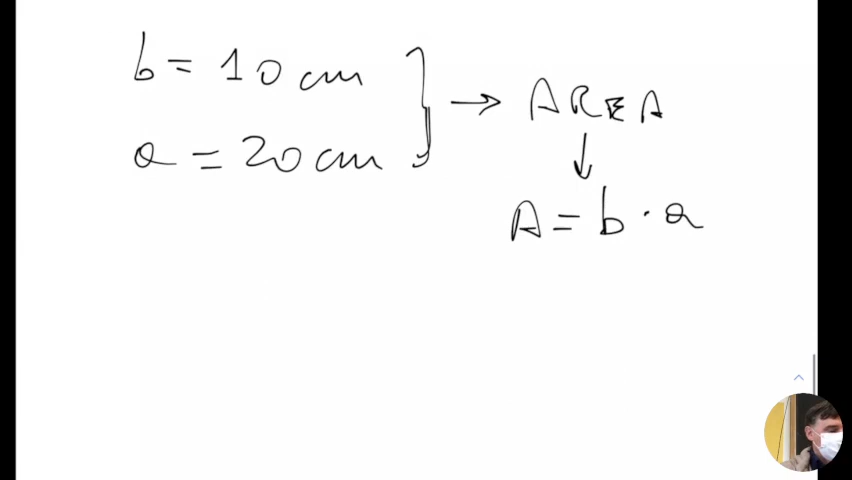 b = 10 cm
a = 20 cm
→ AREA
↓
A = b · a